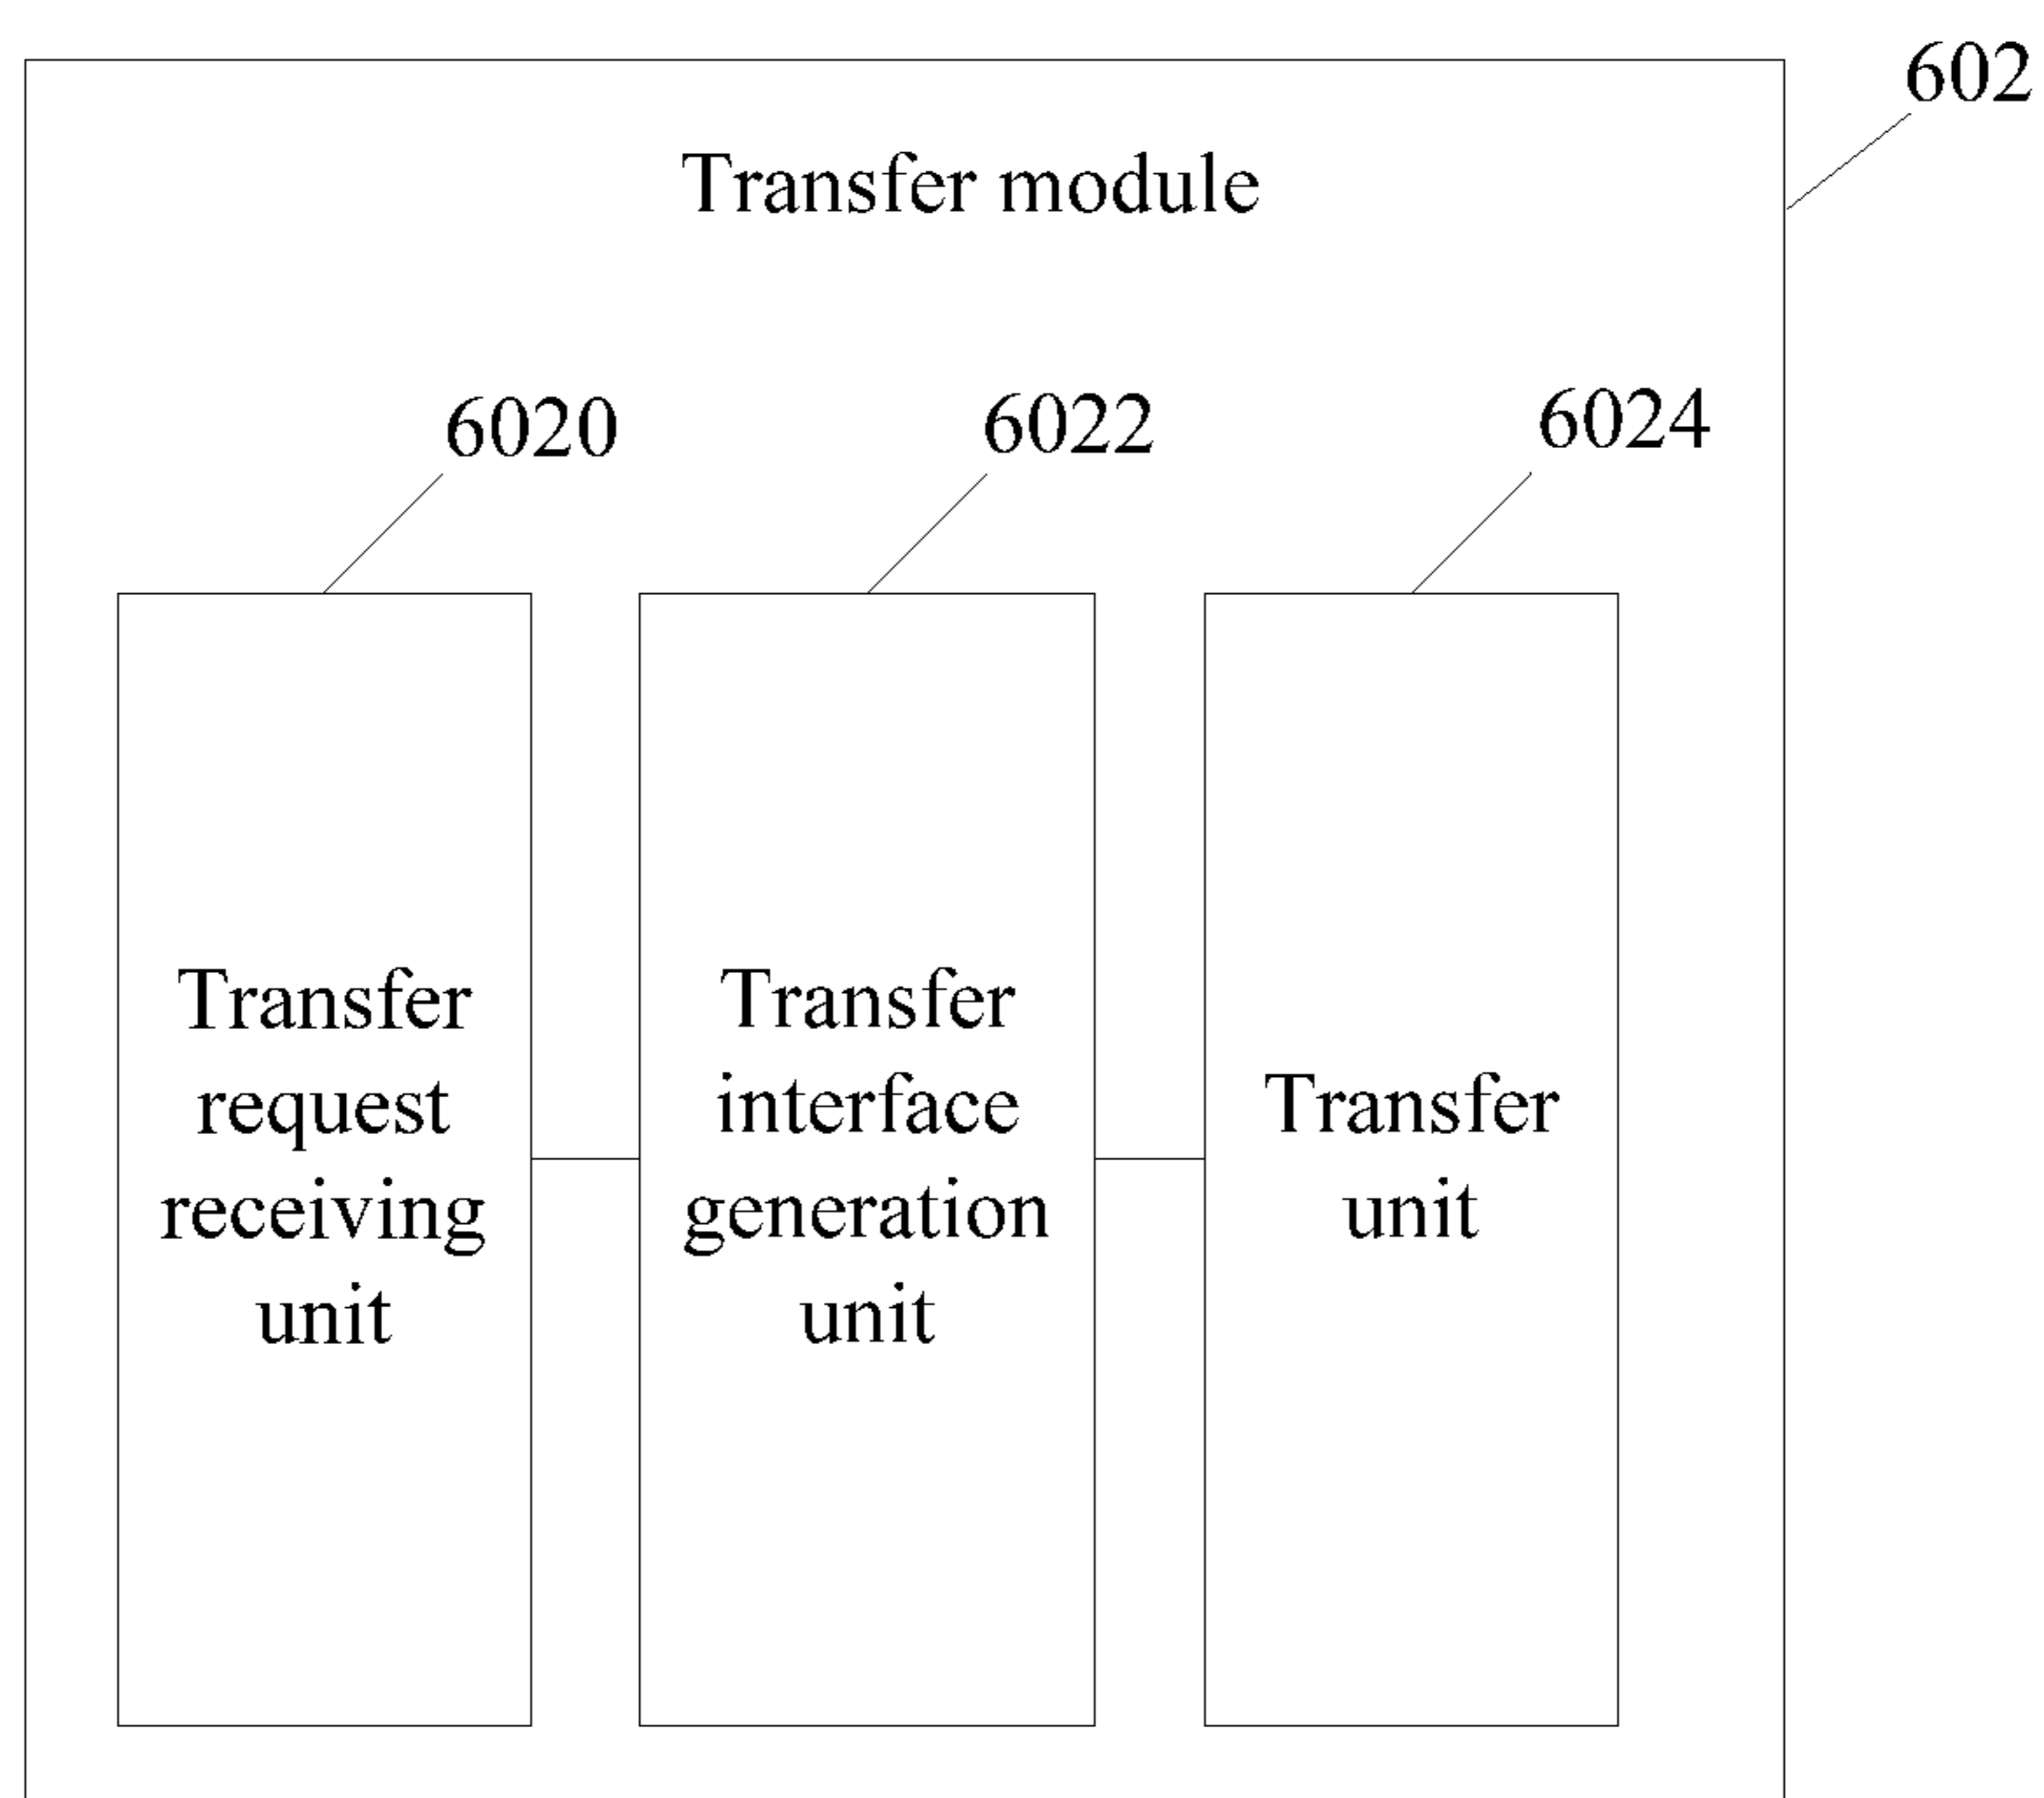 602
Transfer module
6020
6022
6024
Transfer
request
receiving
unit
Transfer
interface
generation
unit
Transfer
unit